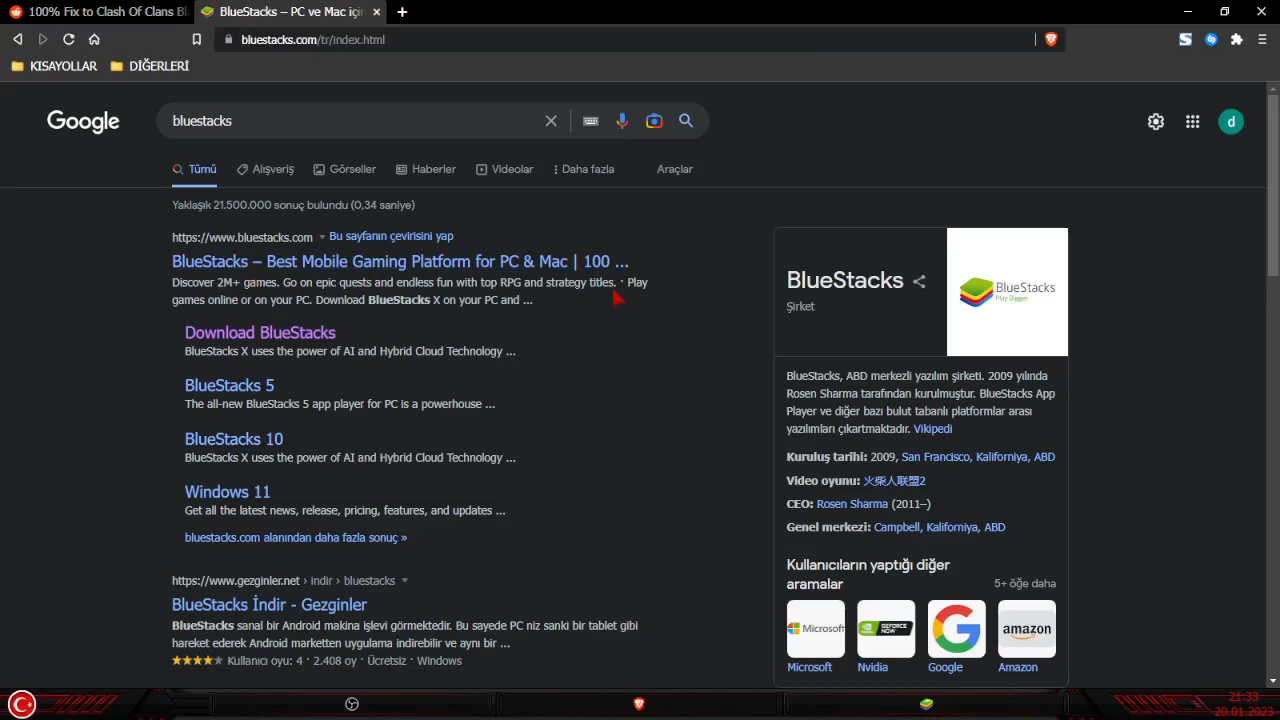 100% Fix to Clash Of Clans Bl
BlueStacks – PC ve Mac içi
bluestacks.com/tr/index.html
KISAYOLLAR
DİĞERLERİ
Google
bluestacks
d
Tümü
Alışveriş
Görseller
Haberler
Videolar
Daha fazla
Araçlar
Yaklaşık 21.500.000 sonuç bulundu (0,34 saniye)
https://www.bluestacks.com Bu sayfanın çevirisini yap
BlueStacks – Best Mobile Gaming Platform for PC & Mac | 100 ...
Discover 2M+ games. Go on epic quests and endless fun with top RPG and strategy titles. · Play
games online or on your PC. Download BlueStacks X on your PC and ...
Download BlueStacks
BlueStacks X uses the power of AI and Hybrid Cloud Technology ...
BlueStacks 5
The all-new BlueStacks 5 app player for PC is a powerhouse ...
BlueStacks 10
BlueStacks X uses the power of AI and Hybrid Cloud Technology ...
Windows 11
Get all the latest news, release, pricing, features, and updates ...
bluestacks.com alanından daha fazla sonuç »
https://www.gezginler.net › indir › bluestacks
BlueStacks İndir - Gezginler
BlueStacks sanal bir Android makina işlevi görmektedir. Bu sayede PC niz sanki bir tablet gibi
hareket ederek Android marketten uygulama indirilebilir ve aynı bir ...
Kullanıcı oyu: 4 · 2.408 oy · Ücretsiz · Windows
BlueStacks
Şirket
BlueStacks
Play Bigger
BlueStacks, ABD merkezli yazılım şirketi. 2009 yılında
Rosen Sharma tarafından kurulmuştur. BlueStacks App
Player ve diğer bazı bulut tabanlı platformlar arası
yazılımları çıkartmaktadır. Vikipedi
Kuruluş tarihi: 2009, San Francisco, Kaliforniya, ABD
Video oyunu: 火柴人联盟2
CEO: Rosen Sharma (2011–)
Genel merkezi: Campbell, Kaliforniya, ABD
Kullanıcıların yaptığı diğer
aramalar
5+ öğe daha
Microsoft
GEFORCE
NOW
amazon
Microsoft
Nvidia
Google
Amazon
21:33
20.01.2023